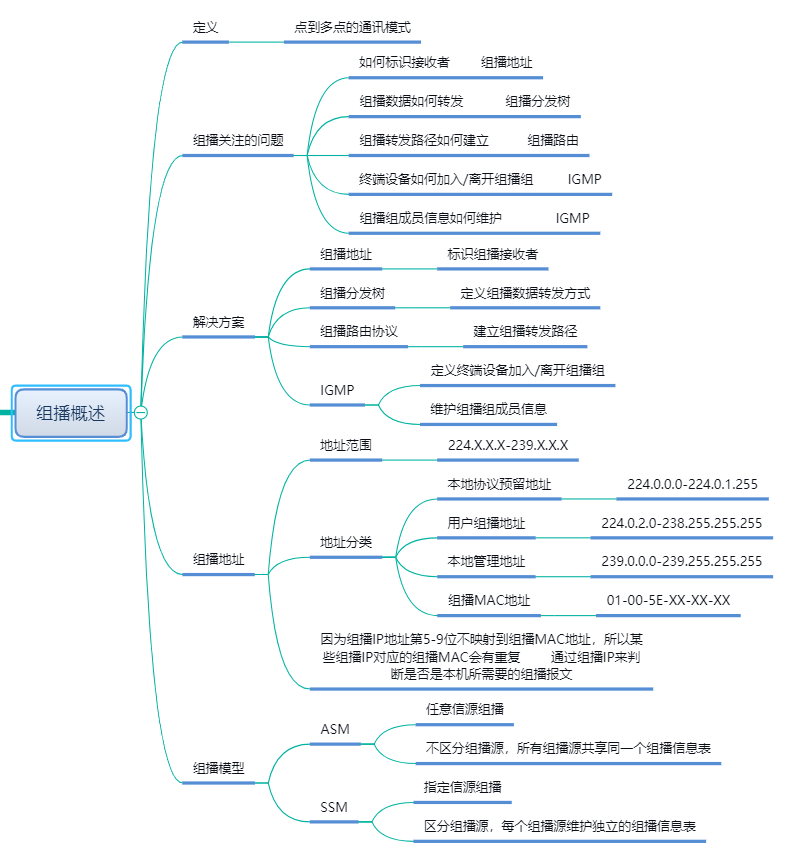 组播概述
定义
点到多点的通讯模式
组播关注的问题
如何标识接收者 组播地址
组播数据如何转发 组播分发树
组播转发路径如何建立 组播路由
终端设备如何加入/离开组播组 IGMP
组播组成员信息如何维护 IGMP
解决方案
组播地址
标识组播接收者
组播分发树
定义组播数据转发方式
组播路由协议
建立组播转发路径
IGMP
定义终端设备加入/离开组播组
维护组播组成员信息
组播地址
地址范围
224.X.X.X-239.X.X.X
地址分类
本地协议预留地址
224.0.0.0-224.0.1.255
用户组播地址
224.0.2.0-238.255.255.255
本地管理地址
239.0.0.0-239.255.255.255
组播MAC地址
01-00-5E-XX-XX-XX
因为组播IP地址第5-9位不映射到组播MAC地址，所以某
些组播IP对应的组播MAC会有重复 通过组播IP来判
断是否是本机所需要的组播报文
组播模型
ASM
任意信源组播
不区分组播源，所有组播源共享同一个组播信息表
SSM
指定信源组播
区分组播源，每个组播源维护独立的组播信息表